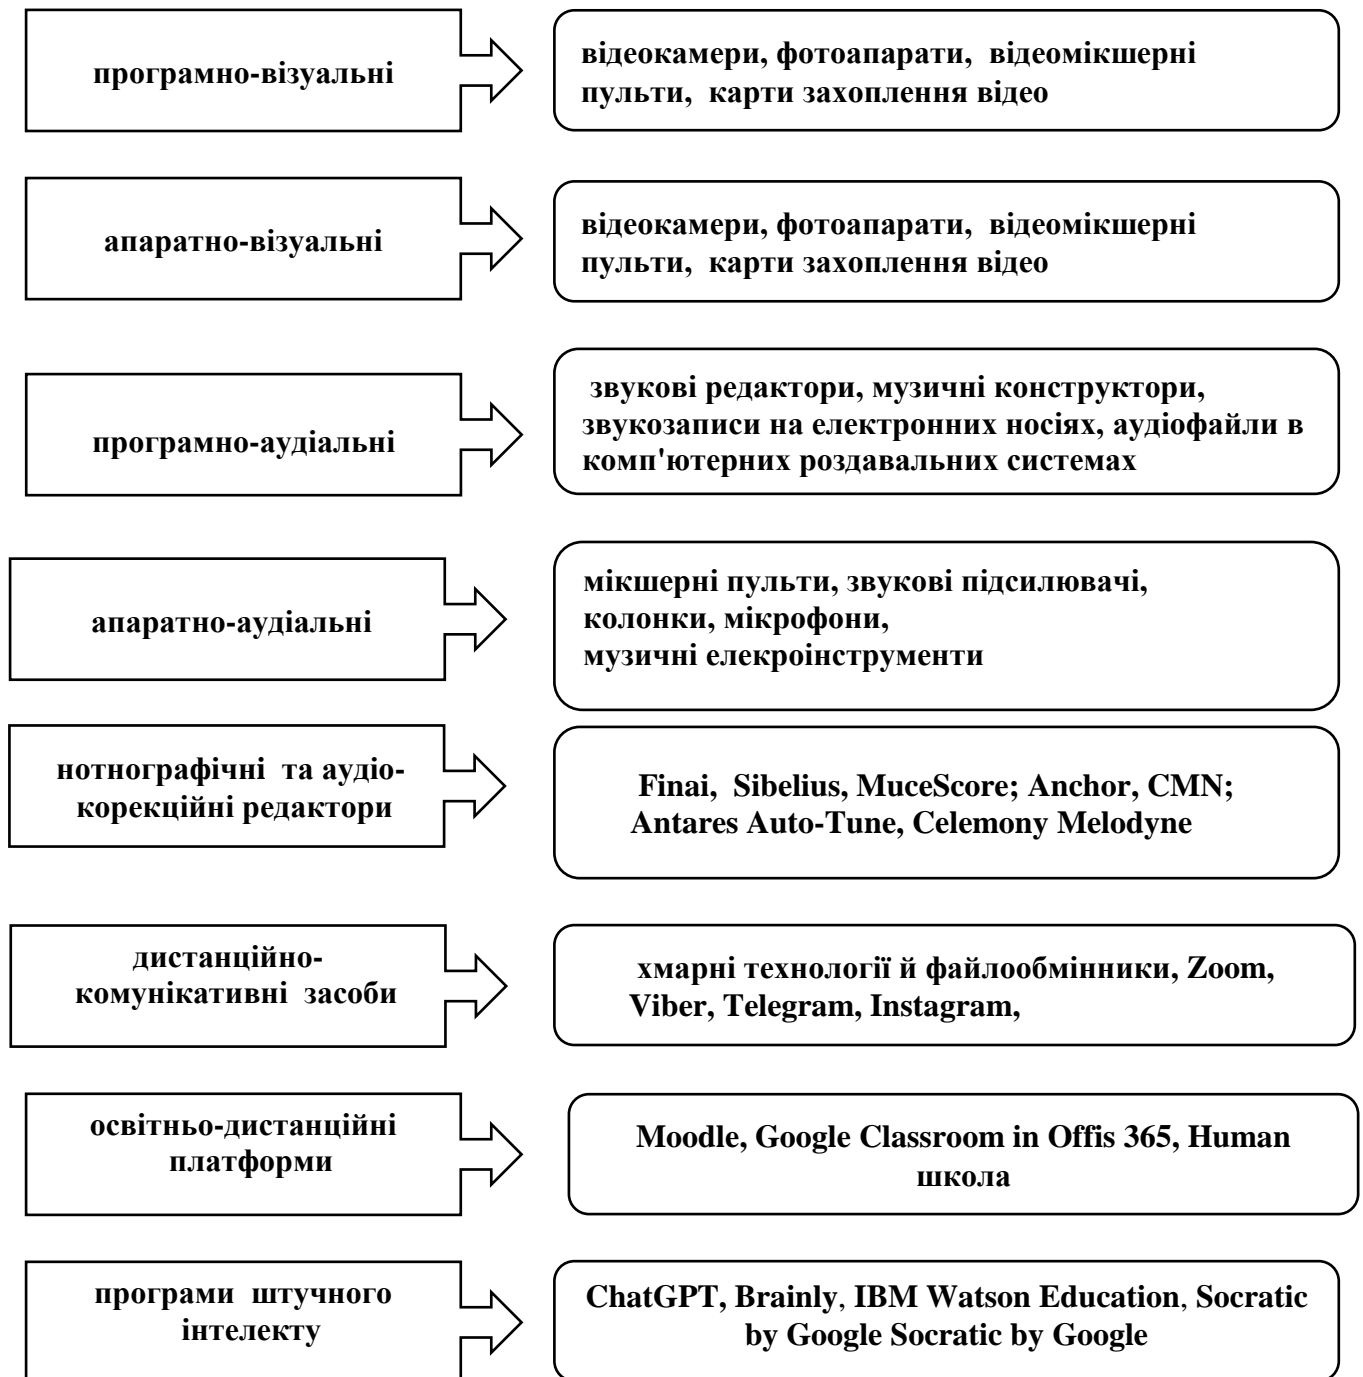 програмно-візуальні
відеокамери, фотоапарати, відеомікшерні
пульти, карти захоплення відео
апаратно-візуальні
відеокамери, фотоапарати, відеомікшерні
пульти, карти захоплення відео
програмно-аудіальні
звукові редактори, музичні конструктори,
звукозаписи на електронних носіях, аудіофайли в
комп'ютерних роздавальних системах
апаратно-аудіальні
мікшерні пульти, звукові підсилювачі,
колонки, мікрофони,
музичні елекроінструменти
нотнографічні та аудіо-
корекційні редактори
Finai, Sibelius, MuceScore; Anchor, CMN;
Antares Auto-Tune, Celemony Melodyne
дистанційно-
комунікативні засоби
хмарні технології й файлообмінники, Zoom,
Viber, Telegram, Instagram,
освітньо-дистанційні
платформи
Moodle, Google Classroom in Offis 365, Human
школа
програми штучного
інтелекту
ChatGPT, Brainly, IBM Watson Education, Socratic
by Google Socratic by Google